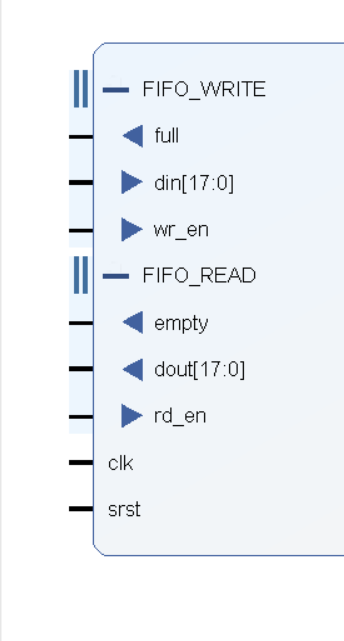 FIFO_WRITE
full
din[17:0]
wr_en
FIFO_READ
empty
dout[17:0]
rd_en
clk
srst